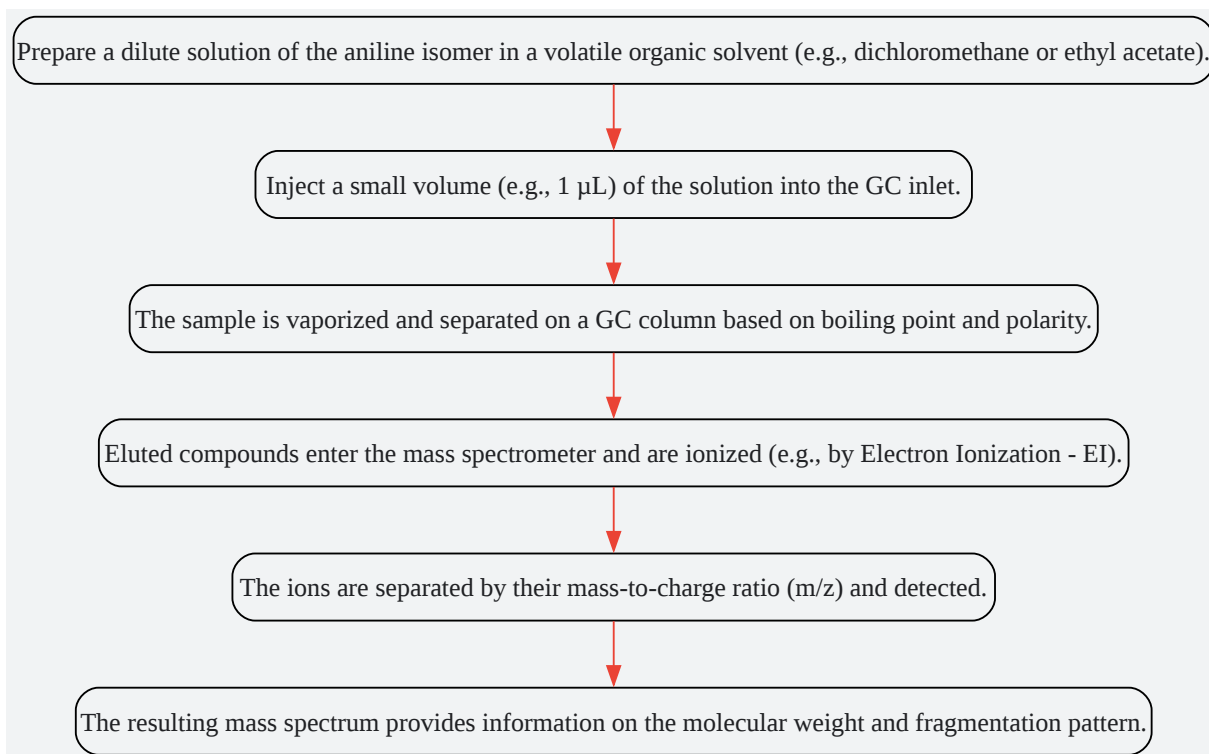 Prepare a dilute solution of the aniline isomer in a volatile organic solvent (e.g., dichloromethane or ethyl acetate).
Inject a small volume (e.g., 1 µL) of the solution into the GC inlet.
The sample is vaporized and separated on a GC column based on boiling point and polarity.
Eluted compounds enter the mass spectrometer and are ionized (e.g., by Electron Ionization - EI).
The ions are separated by their mass-to-charge ratio (m/z) and detected.
The resulting mass spectrum provides information on the molecular weight and fragmentation pattern.